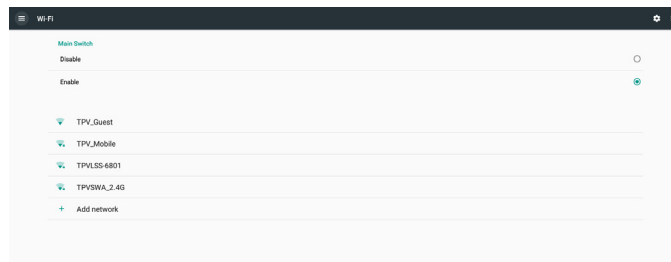 Wi-Fi
Main Switch
Disable
Enable
TPV_Guest
TPV_Mobile
TPVLSS-6801
TPVSWA_2.4G
Add network